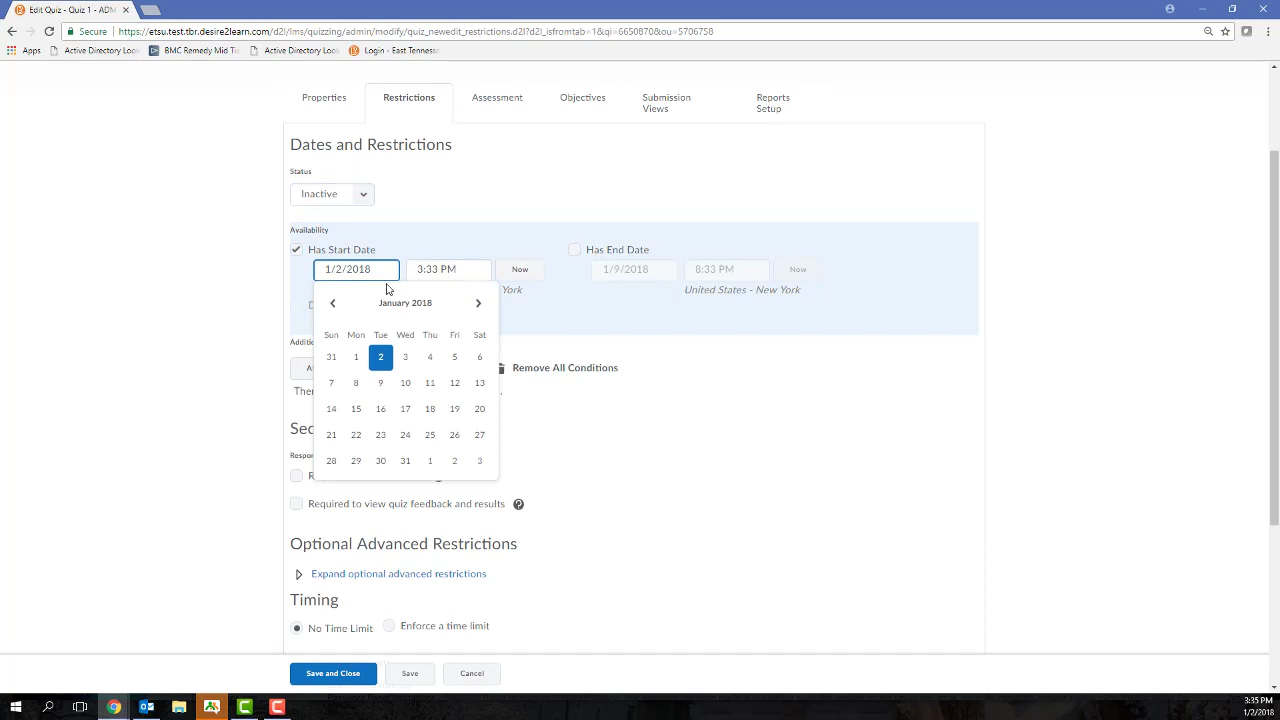 Edit Quiz - Quiz 1 - ADM
Secure https://etsu.test.tbr.desire2learn.com/d2l/lms/quizzing/admin/modify/quiz_newedit_restrictions.d2l?d2l_isfromtab=1&qi=6650870&ou=5706758
Apps Active Directory Loo BMC Remedy Mid Tie Active Directory Loo Login - East Tenness
Properties Restrictions Assessment Objectives Submission Views Reports Setup
Dates and Restrictions
Status
Inactive
Availability
Has Start Date Has End Date
1/2/2018 3:33 PM Now 1/9/2018 8:33 PM Now
York United States - New York
January 2018
Sun Mon Tue Wed Thu Fri Sat
31 1 2 3 4 5 6
7 8 9 10 11 12 13
14 15 16 17 18 19 20
21 22 23 24 25 26 27
28 29 30 31 1 2 3
Additio
Remove All Conditions
Ther
Sec
Respon
R
Required to view quiz feedback and results
Optional Advanced Restrictions
Expand optional advanced restrictions
Timing
No Time Limit Enforce a time limit
Save and Close Save Cancel
3:35 PM
1/2/2018